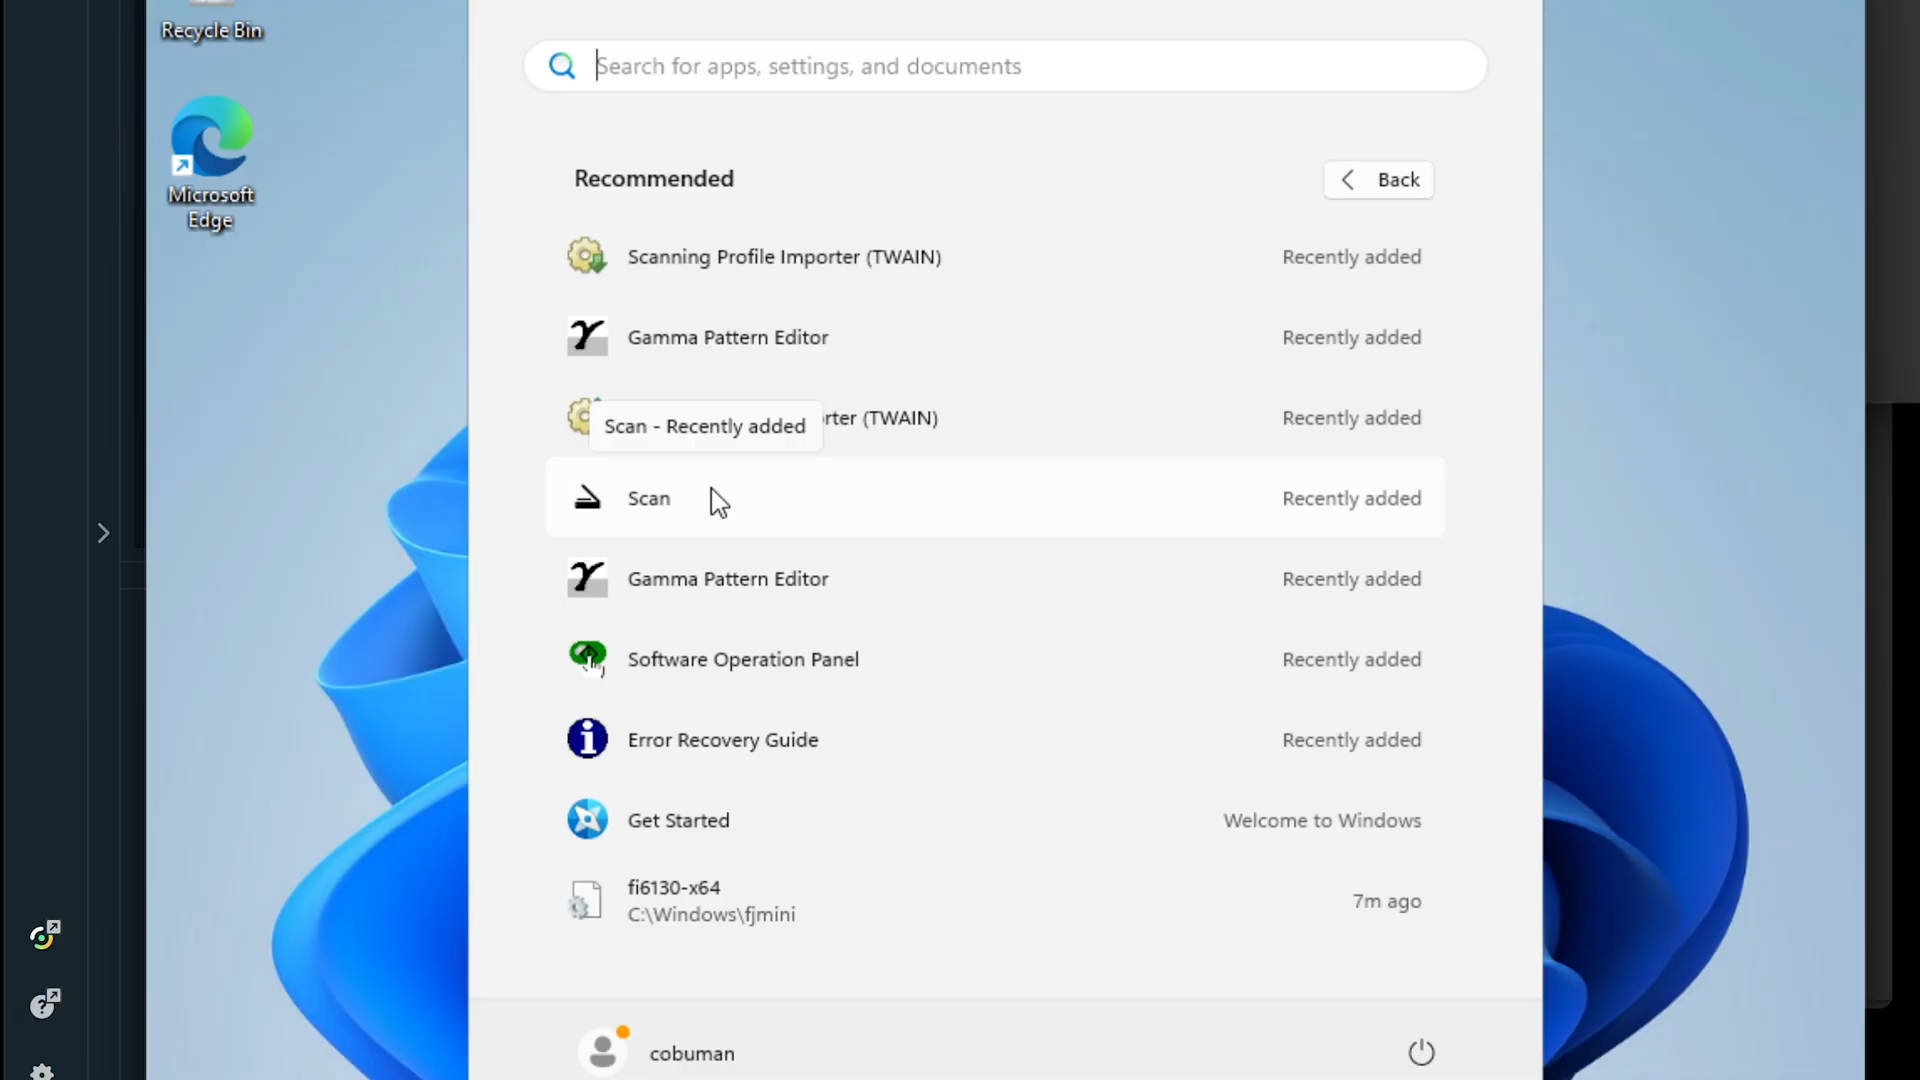 Recycle Bin
Microsoft
Edge
Search for apps, settings, and documents
Recommended
Back
Scanning Profile Importer (TWAIN)
Recently added
Gamma Pattern Editor
Recently added
Scan - Recently added
rter (TWAIN)
Recently added
Scan
Recently added
Gamma Pattern Editor
Recently added
Software Operation Panel
Recently added
Error Recovery Guide
Recently added
Get Started
Welcome to Windows
fi6130-x64
C:\Windows\fjmini
7m ago
cobuman